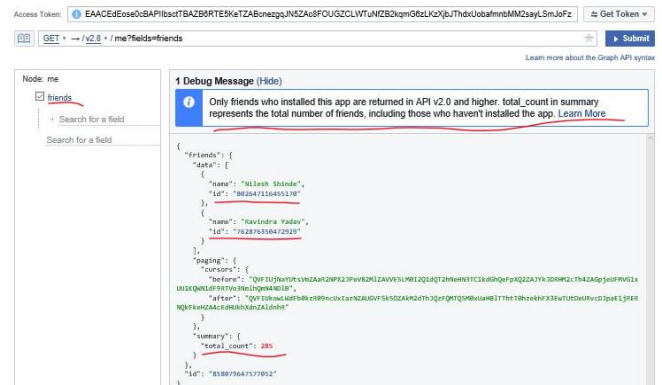 Access Token: EAACEdEose0cBAPIIbsctTBAZB6RTE5KeTZABcnezgqJN5ZAc8FOUGZCLWTuNfZB2kqmG6zLKzXjbJThdxUobafmnbMM2sayLSmJoFz Get Token
GET → /v2.8 /me?fields=friends Submit
Learn more about the Graph API syntax
Node: me
friends
Search for a field
Search for a field
1 Debug Message (Hide)
Only friends who installed this app are returned in API v2.0 and higher. total_count in summary
represents the total number of friends, including those who haven't installed the app. Learn More
{
"friends": {
"data": [
{
"name": "Nilesh Shinde",
"id": "802647116455170"
},
{
"name": "Ravindra Yadav",
"id": "762876350472929"
}
],
"paging": {
"cursors": {
"before":
"after":
}
},
"summary": {
"total_count": 285
}
},
"id": "858079647577052"
}